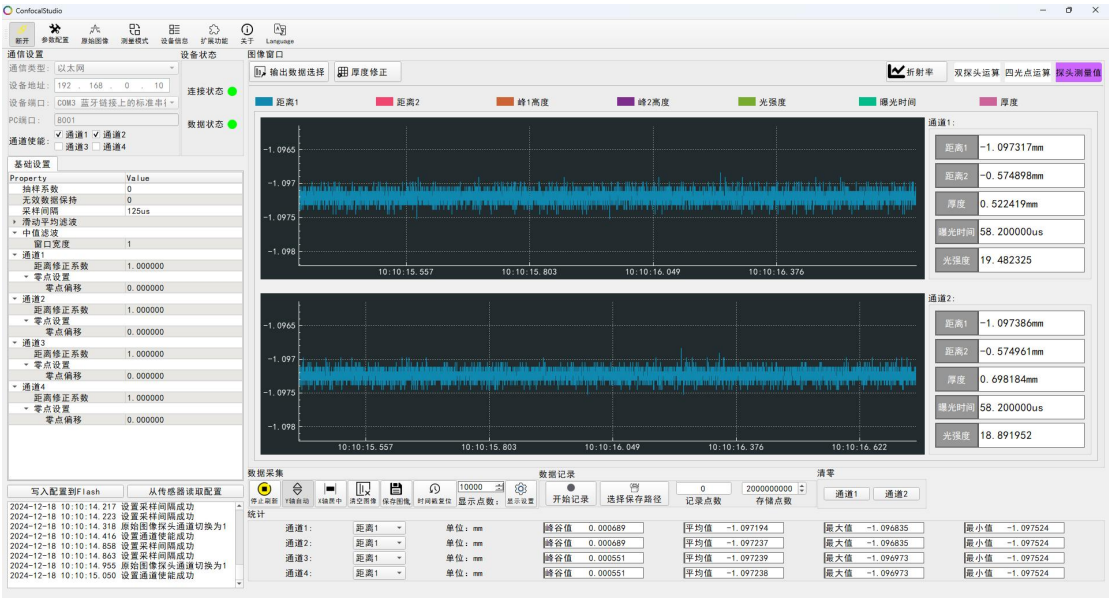 ConfocalStudio
断开 参数配置 原始图像 测量模式 设备信息 扩展功能 关于 Language
通信设置 设备状态 图像窗口
通信类型: 以太网
设备地址: 192 . 168 . 0 . 10
设备端口: COM3 蓝牙链接上的标准串
PC端口: 8001
通道使能: 通道1 通道2
通道3 通道4
连接状态
数据状态
输出数据选择 厚度修正 折射率 双探头运算 四光点运算 探头测量值
距离1 距离2 峰1高度 峰2高度 光强度 曝光时间 厚度
基础设置
Property Value
抽样系数 0
无效数据保持 0
采样间隔 125us
滑动平均滤波
中值滤波
窗口宽度 1
通道1
距离修正系数 1.000000
零点设置
零点偏移 0.000000
通道2
距离修正系数 1.000000
零点设置
零点偏移 0.000000
通道3
距离修正系数 1.000000
零点设置
零点偏移 0.000000
通道4
距离修正系数 1.000000
零点设置
零点偏移 0.000000
-1.0965
-1.097
-1.0975
-1.098
10:10:15.557 10:10:15.803 10:10:16.049 10:10:16.376
通道1:
距离1 -1.097317mm
距离2 -0.574898mm
厚度 0.522419mm
曝光时间 58.200000us
光强度 19.482325
-1.0965
-1.097
-1.0975
-1.098
10:10:15.557 10:10:15.803 10:10:16.049 10:10:16.376 10:10:16.622
通道2:
距离1 -1.097386mm
距离2 -0.574961mm
厚度 0.698184mm
曝光时间 58.200000us
光强度 18.891952
写入配置到Flash 从传感器读取配置
2024-12-18 10:10:14.217 设置采样间隔成功
2024-12-18 10:10:14.223 设置采样间隔成功
2024-12-18 10:10:14.318 原始图像探头通道切换为1
2024-12-18 10:10:14.416 设置通道使能成功
2024-12-18 10:10:14.858 设置采样间隔成功
2024-12-18 10:10:14.863 设置采样间隔成功
2024-12-18 10:10:14.955 原始图像探头通道切换为1
2024-12-18 10:10:15.050 设置通道使能成功
数据采集 数据记录 清零
停止刷新 Y轴自动 X轴居中 清空图像 保存图像 时间戳复位 10000 显示点数: 显示设置
开始记录 选择保存路径 0 记录点数 2000000000 存储点数
通道1 通道2
统计
通道1: 距离1 单位: mm 峰谷值 0.000689 平均值 -1.097194 最大值 -1.096835 最小值 -1.097524
通道2: 距离1 单位: mm 峰谷值 0.000689 平均值 -1.097237 最大值 -1.096835 最小值 -1.097524
通道3: 距离1 单位: mm 峰谷值 0.000551 平均值 -1.097239 最大值 -1.096973 最小值 -1.097524
通道4: 距离1 单位: mm 峰谷值 0.000551 平均值 -1.097238 最大值 -1.096973 最小值 -1.097524